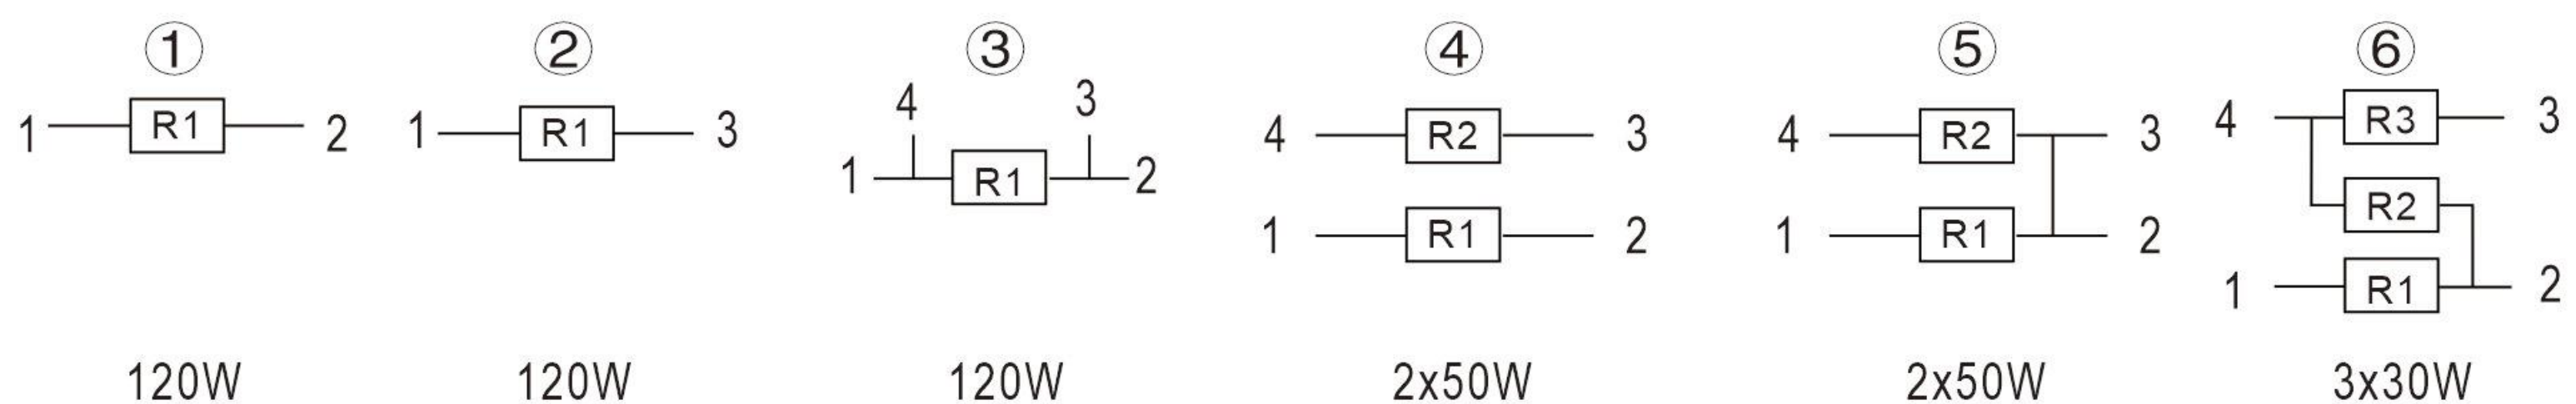 ① ② ③ ④ ⑤ ⑥
1 R1 2
1 R1 3
4 3
1 R1 2
4 R2 3
1 R1 2
4 R2 3
1 R1 2
4 R3 3
R2
1 R1 2
120W 120W 120W 2x50W 2x50W 3x30W